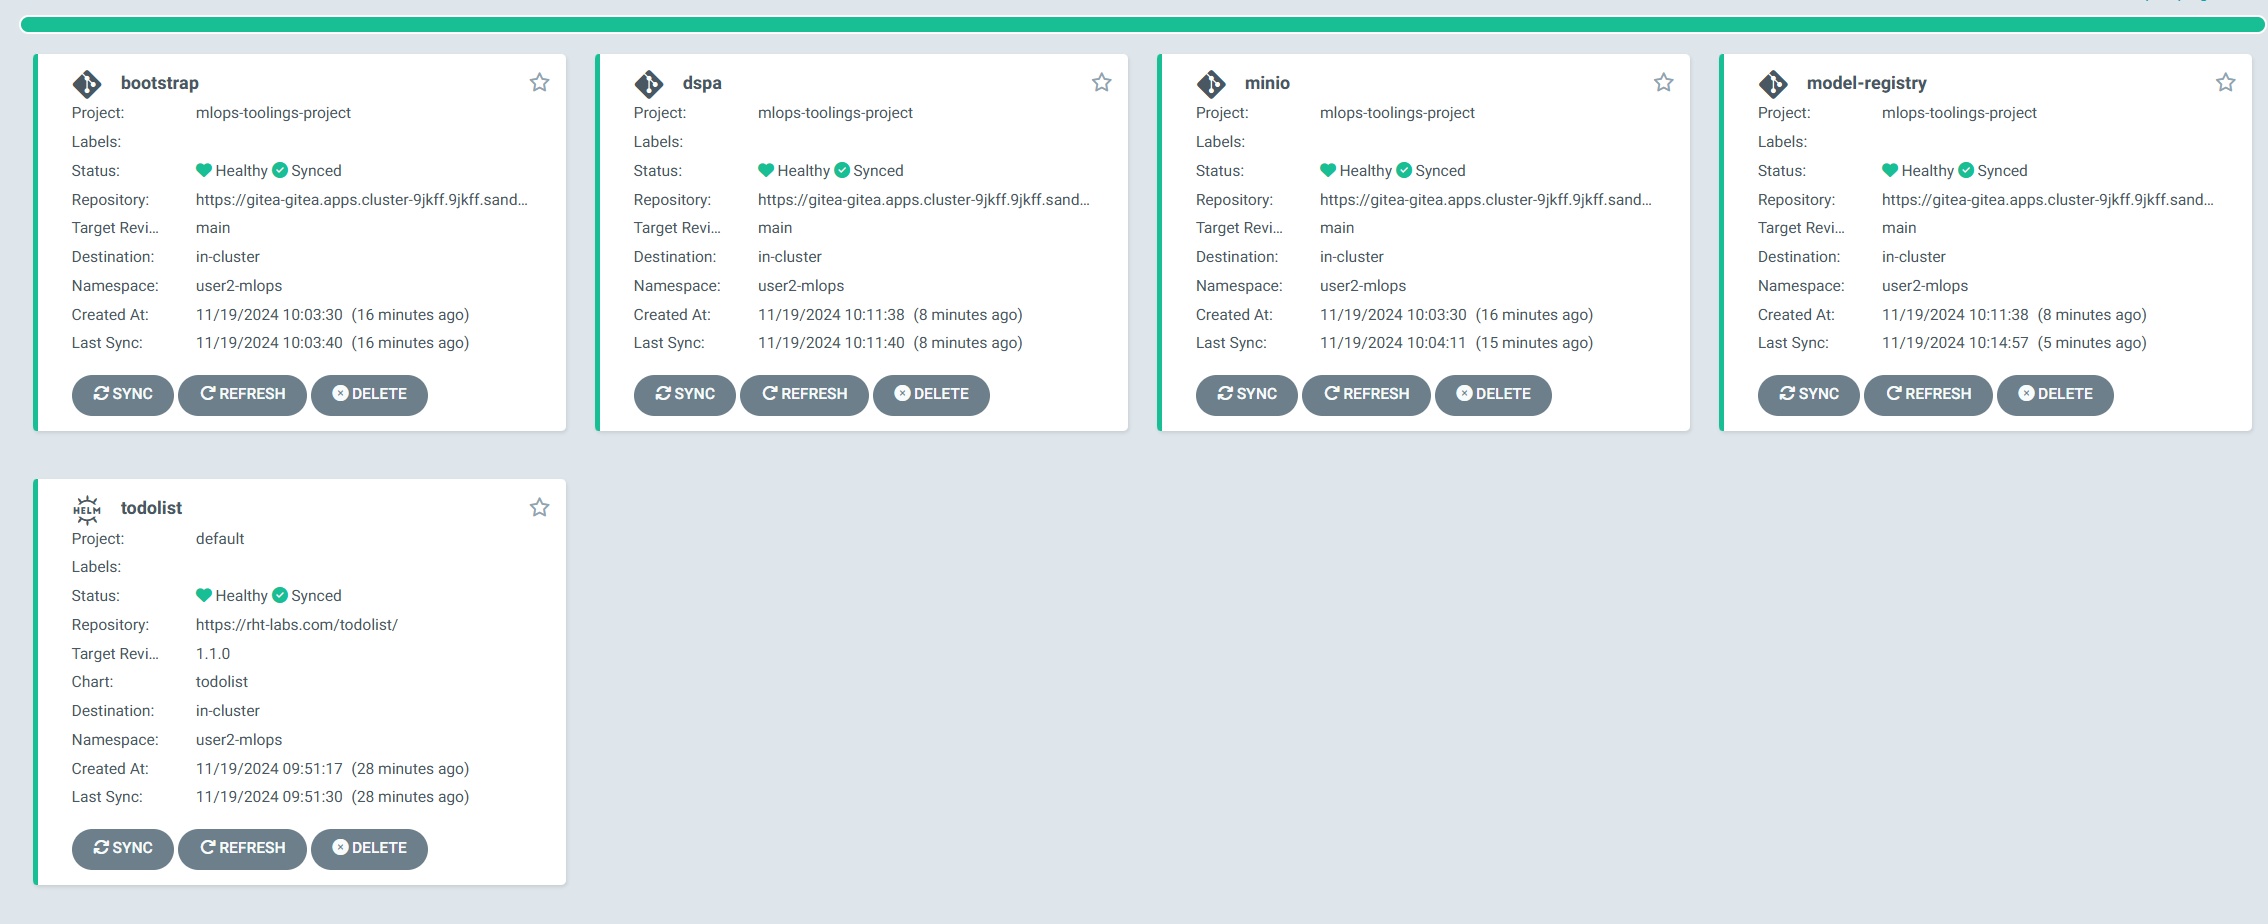 bootstrap
Project: mlops-toolings-project
Labels:
Status: Healthy Synced
Repository: https://gitea-gitea.apps.cluster-9jkff.9jkff.sand...
Target Revi... main
Destination: in-cluster
Namespace: user2-mlops
Created At: 11/19/2024 10:03:30 (16 minutes ago)
Last Sync: 11/19/2024 10:03:40 (16 minutes ago)
SYNC REFRESH DELETE
dspa
Project: mlops-toolings-project
Labels:
Status: Healthy Synced
Repository: https://gitea-gitea.apps.cluster-9jkff.9jkff.sand...
Target Revi... main
Destination: in-cluster
Namespace: user2-mlops
Created At: 11/19/2024 10:11:38 (8 minutes ago)
Last Sync: 11/19/2024 10:11:40 (8 minutes ago)
SYNC REFRESH DELETE
minio
Project: mlops-toolings-project
Labels:
Status: Healthy Synced
Repository: https://gitea-gitea.apps.cluster-9jkff.9jkff.sand...
Target Revi... main
Destination: in-cluster
Namespace: user2-mlops
Created At: 11/19/2024 10:03:30 (16 minutes ago)
Last Sync: 11/19/2024 10:04:11 (15 minutes ago)
SYNC REFRESH DELETE
model-registry
Project: mlops-toolings-project
Labels:
Status: Healthy Synced
Repository: https://gitea-gitea.apps.cluster-9jkff.9jkff.sand...
Target Revi... main
Destination: in-cluster
Namespace: user2-mlops
Created At: 11/19/2024 10:11:38 (8 minutes ago)
Last Sync: 11/19/2024 10:14:57 (5 minutes ago)
SYNC REFRESH DELETE
HELM todolist
Project: default
Labels:
Status: Healthy Synced
Repository: https://rht-labs.com/todolist/
Target Revi... 1.1.0
Chart: todolist
Destination: in-cluster
Namespace: user2-mlops
Created At: 11/19/2024 09:51:17 (28 minutes ago)
Last Sync: 11/19/2024 09:51:30 (28 minutes ago)
SYNC REFRESH DELETE